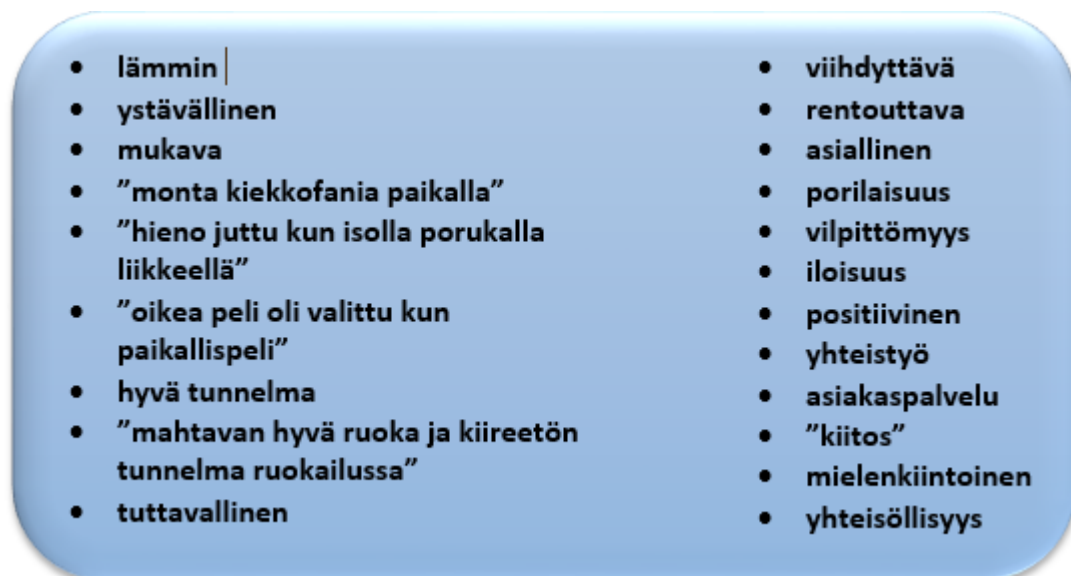 • lämmin
• ystävällinen
• mukava
• ”monta kiekkofania paikalla”
• ”hieno juttu kun isolla porukalla
liikkeellä”
• ”oikea peli oli valittu kun
paikallispeli”
• hyvä tunnelma
• ”mahtavan hyvä ruoka ja kiireetön
tunnelma ruokailussa”
• tuttavallinen
• viihdyttävä
• rentouttava
• asiallinen
• porilaisuus
• vilpittömyys
• iloisuus
• positiivinen
• yhteistyö
• asiakaspalvelu
• ”kiitos”
• mielenkiintoinen
• yhteisöllisyys